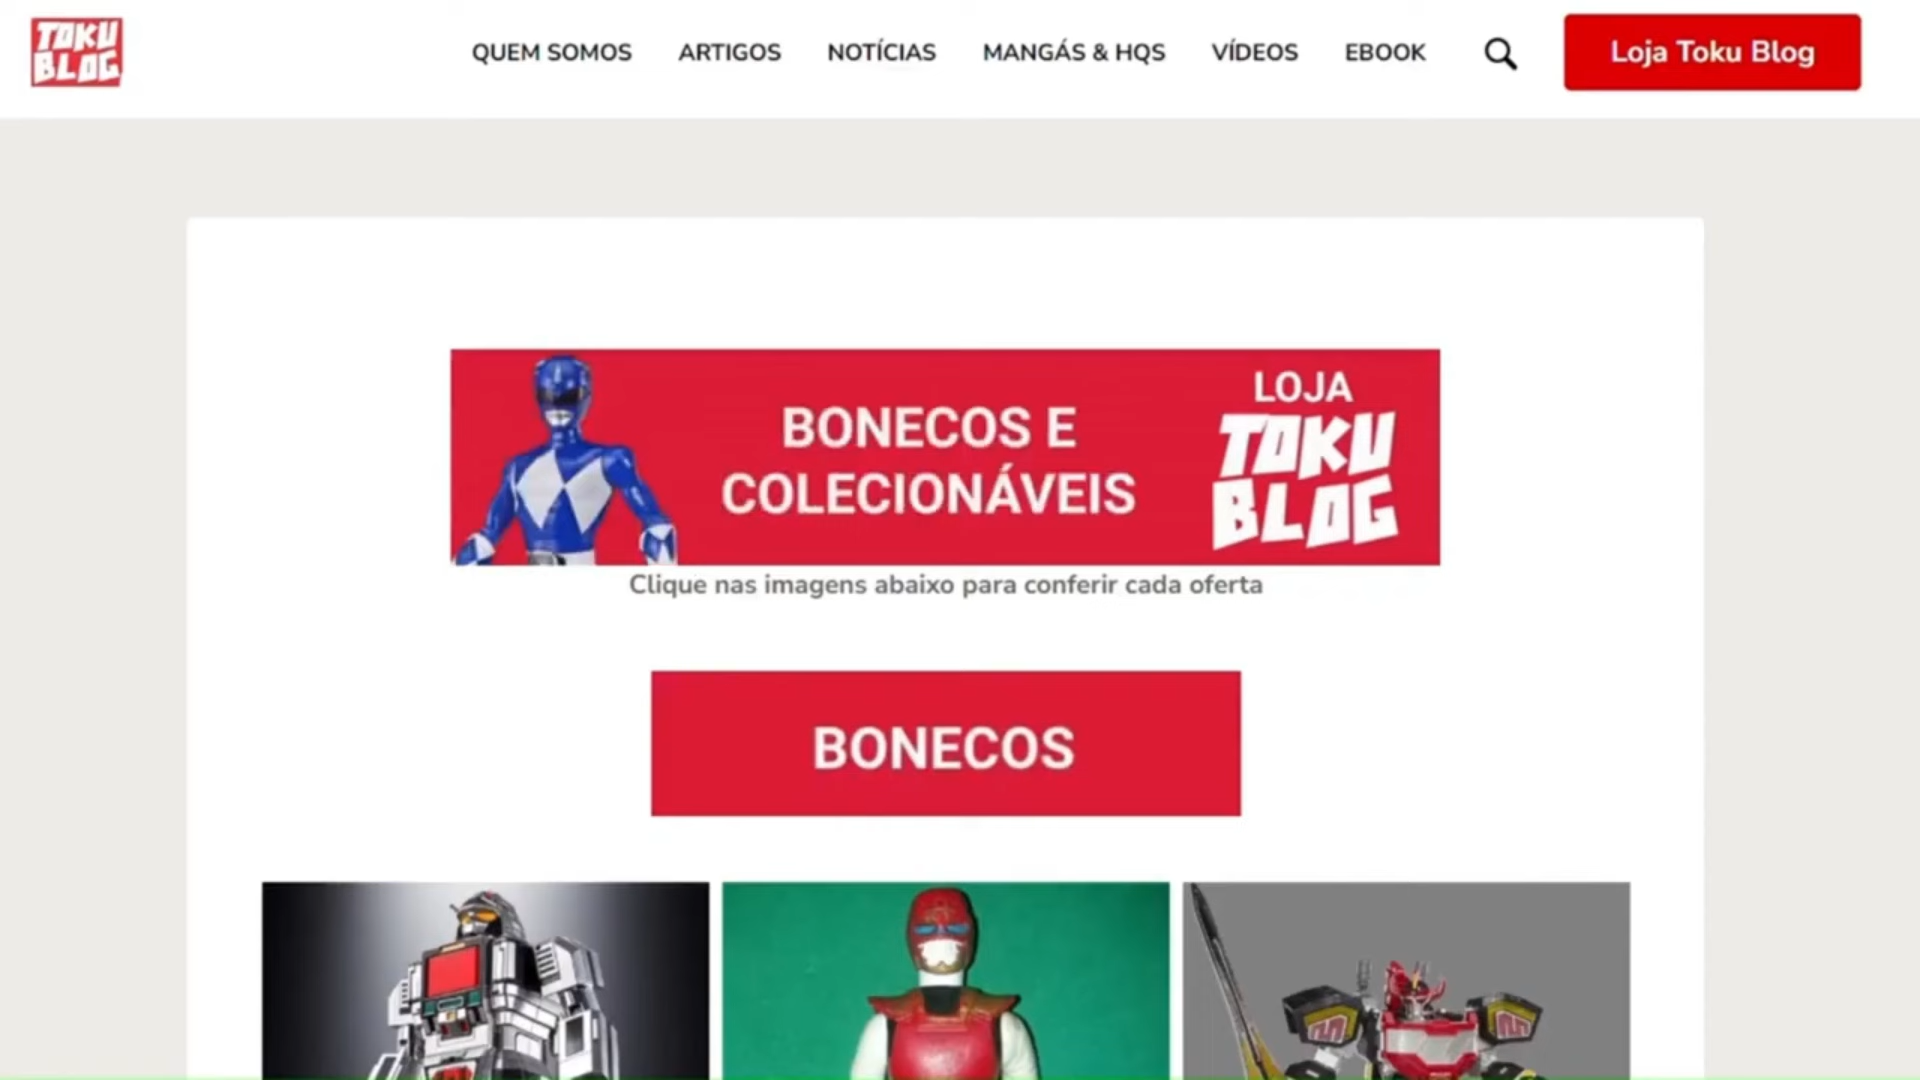 TOKU
BLOG
QUEM SOMOS
ARTIGOS
NOTÍCIAS
MANGÁS & HQS
VÍDEOS
EBOOK
Loja Toku Blog
BONECOS E
COLECIONÁVEIS
LOJA
TOKU
BLOG
Clique nas imagens abaixo para conferir cada oferta
BONECOS